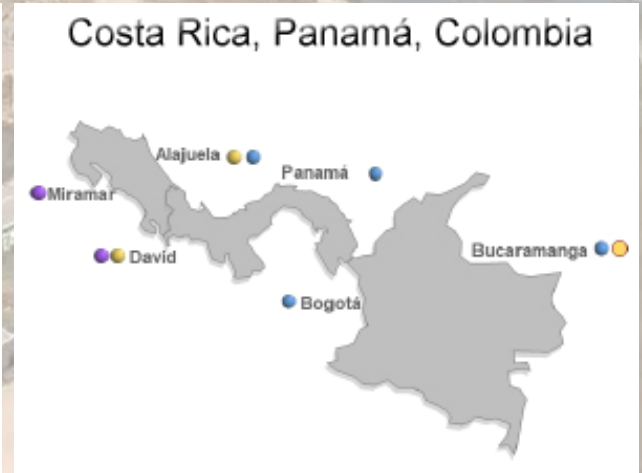 Costa Rica, Panamá, Colombia
Alajuela
Panamá
Miramar
David
Bucaramanga
Bogotá